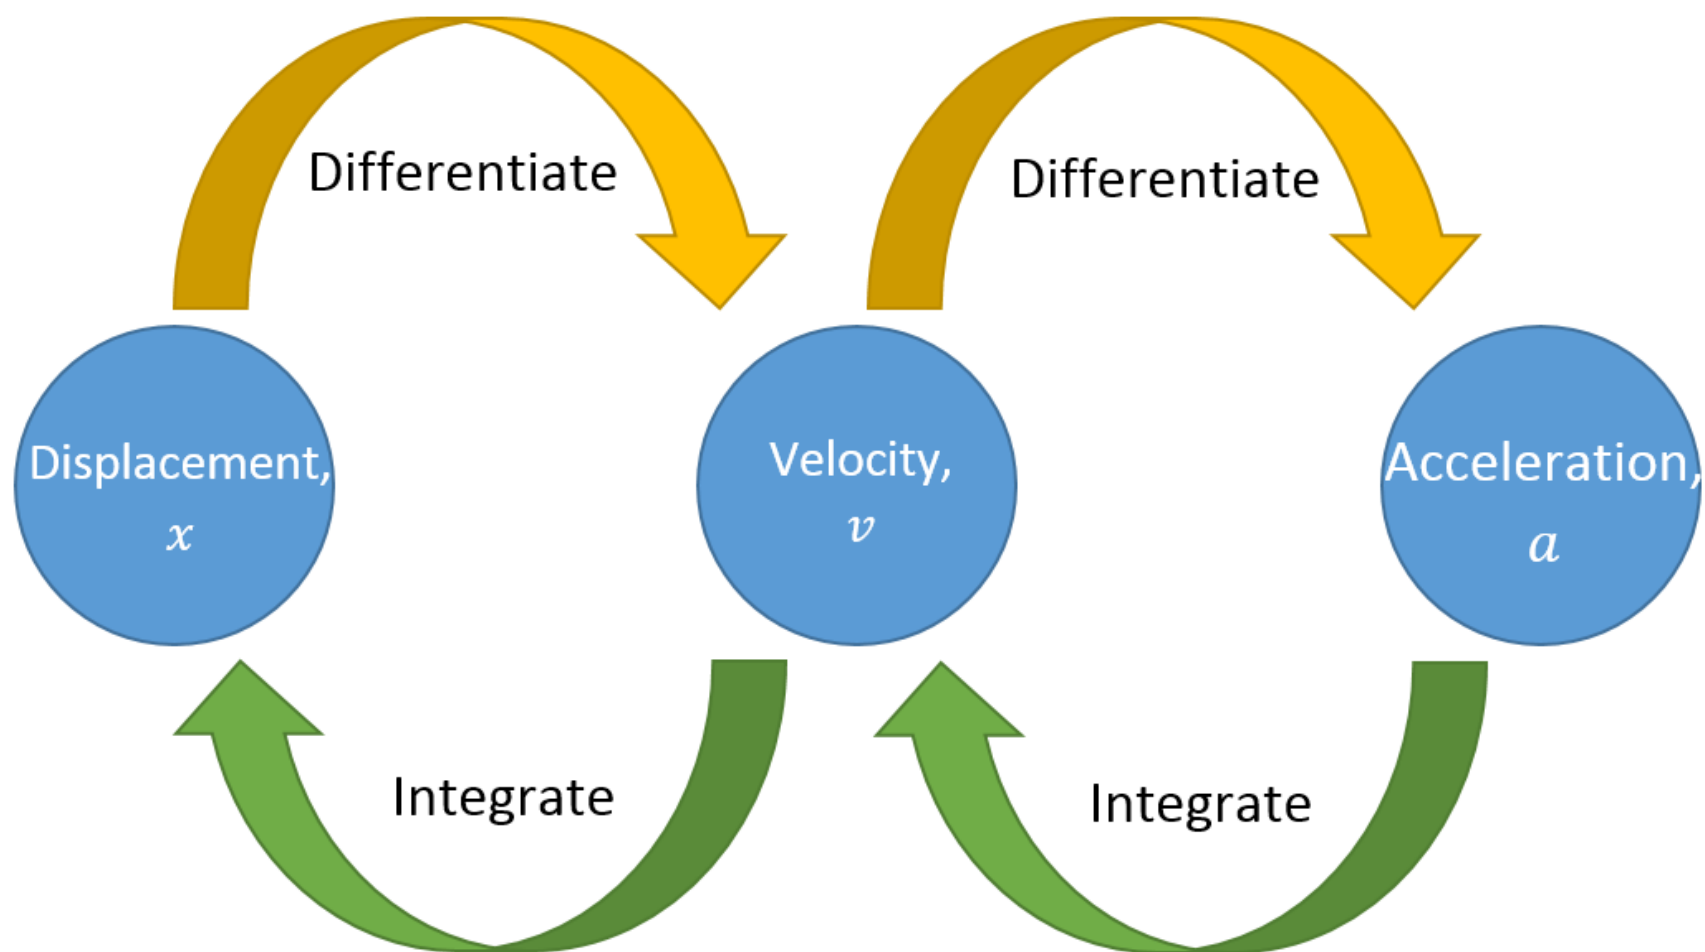 Differentiate
Differentiate
Displacement,
x
Velocity,
v
Acceleration,
a
Integrate
Integrate